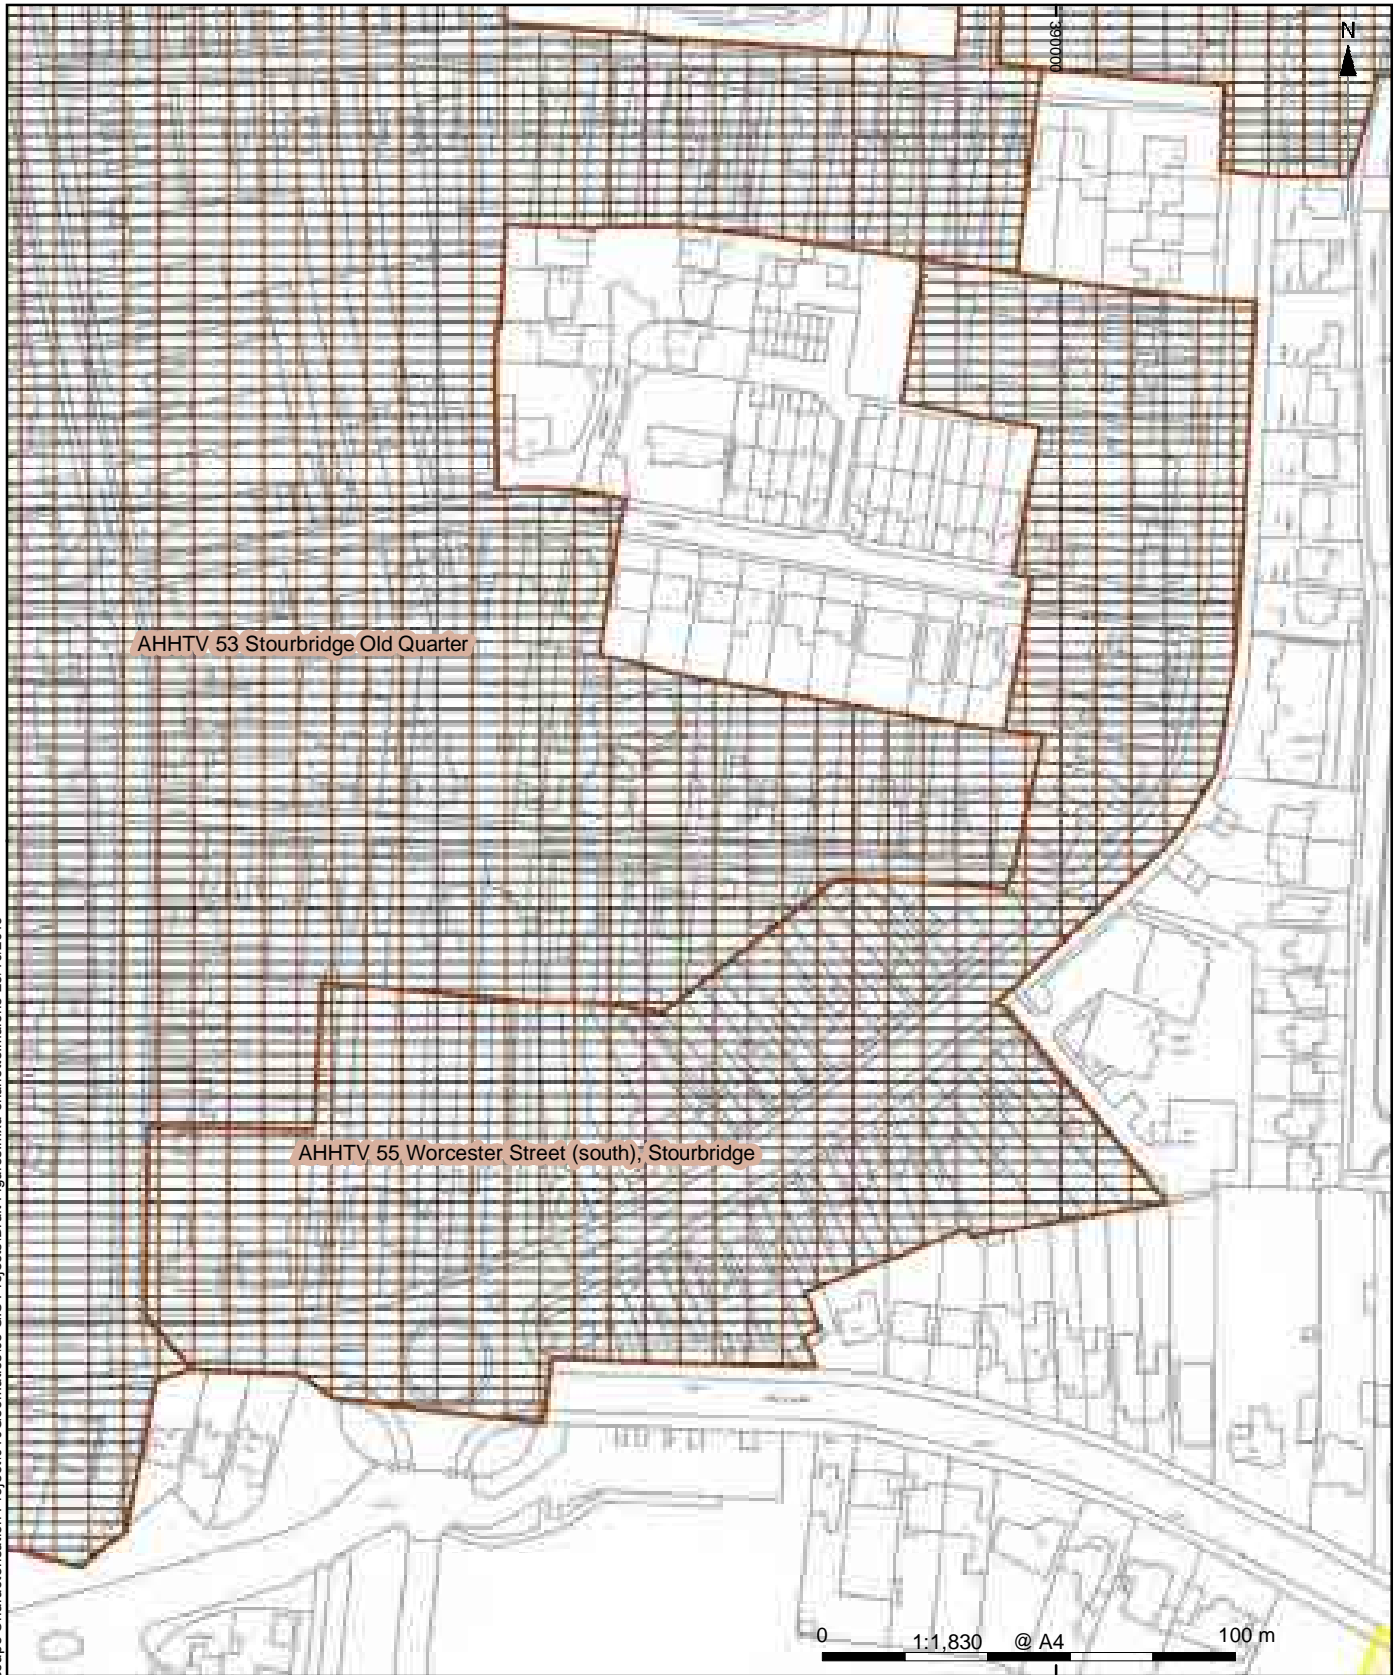 390000
N
AHHTV 53 Stourbridge Old Quarter
AHHTV 55 Worcester Street (south), Stourbridge
0 1:1,830 @ A4 100 m